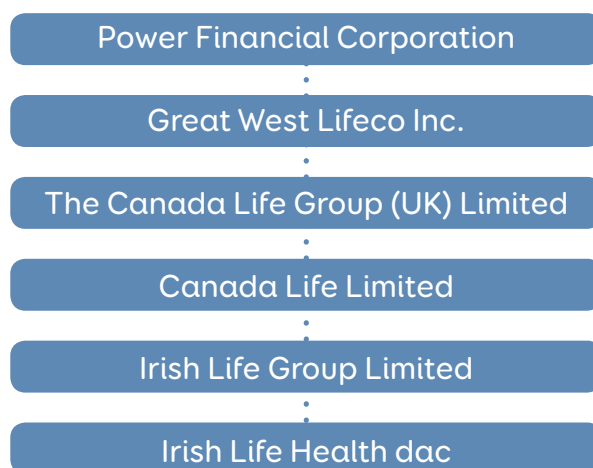 Power Financial Corporation
Great West Lifeco Inc.
The Canada Life Group (UK) Limited
Canada Life Limited
Irish Life Group Limited
Irish Life Health dac